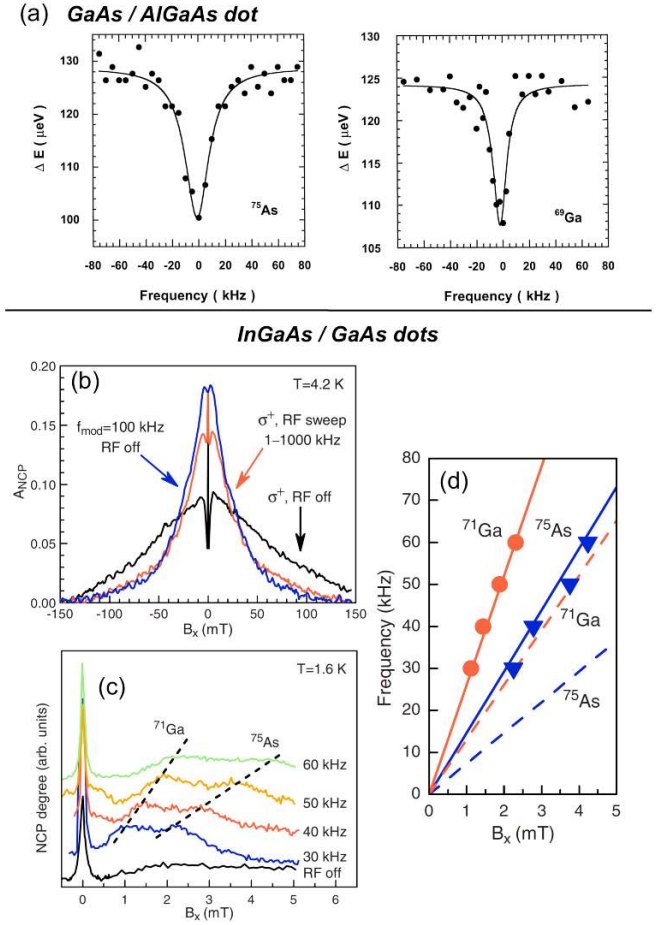 (a) GaAs / AlGaAs dot
130
120
110
100
Δ E ( μeV )
⁷⁵As
-80 -60 -40 -20 0 20 40 60 80
Frequency ( kHz )
130
125
120
115
110
105
Δ E ( μeV )
⁶⁹Ga
-80 -60 -40 -20 0 20 40 60 80
Frequency ( kHz )
InGaAs / GaAs dots
(b)
T=4.2 K
0.20
0.15
0.10
0.05
0.00
A_NCP
f_mod=100 kHz
RF off
σ⁺, RF sweep
1–1000 kHz
σ⁺, RF off
-150 -100 -50 0 50 100 150
Bₓ (mT)
(c)
T=1.6 K
NCP degree (arb. units)
⁷¹Ga
⁷⁵As
60 kHz
50 kHz
40 kHz
30 kHz
RF off
0 1 2 3 4 5 6
Bₓ (mT)
(d)
80
70
60
50
40
30
20
10
0
Frequency (kHz)
⁷¹Ga
⁷⁵As
⁷¹Ga
⁷⁵As
0 1 2 3 4 5
Bₓ (mT)